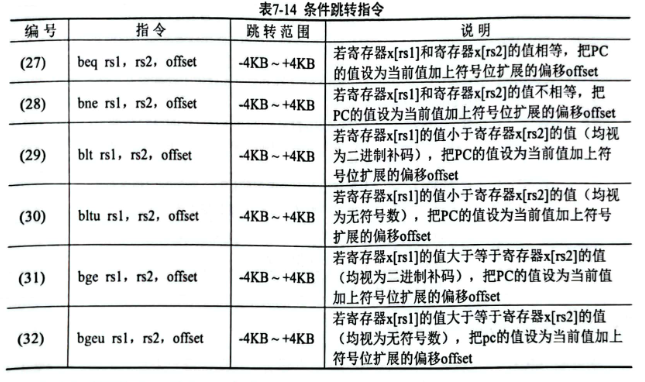 表7-14 条件跳转指令
编号 指令 跳转范围 说明
(27) beq rs1, rs2, offset -4KB～+4KB 若寄存器x[rs1]和寄存器x[rs2]的值相等，把PC
的值设为当前值加上符号位扩展的偏移offset
(28) bne rs1, rs2, offset -4KB～+4KB 若寄存器x[rs1]和寄存器x[rs2]的值不相等，把
PC的值设为当前值加上符号位扩展的偏移offset
(29) blt rs1, rs2, offset -4KB～+4KB 若寄存器x[rs1]的值小于寄存器x[rs2]的值（均视
为二进制补码），把PC的值设为当前值加上符
号位扩展的偏移offset
(30) bltu rs1, rs2, offset -4KB～+4KB 若寄存器x[rs1]的值小于寄存器x[rs2]的值（均视
为无符号数），把PC的值设为当前值加上符号
扩展的偏移offset
(31) bge rs1, rs2, offset -4KB～+4KB 若寄存器x[rs1]的值大于等于寄存器x[rs2]的值
（均视为二进制补码），把PC的值设为当前值
加上符号位扩展的偏移offset
(32) bgeu rs1, rs2, offset -4KB～+4KB 若寄存器x[rs1]的值大于等于寄存器x[rs2]的值
（均视为无符号数），把pc的值设为当前值加上
符号位扩展的偏移offset